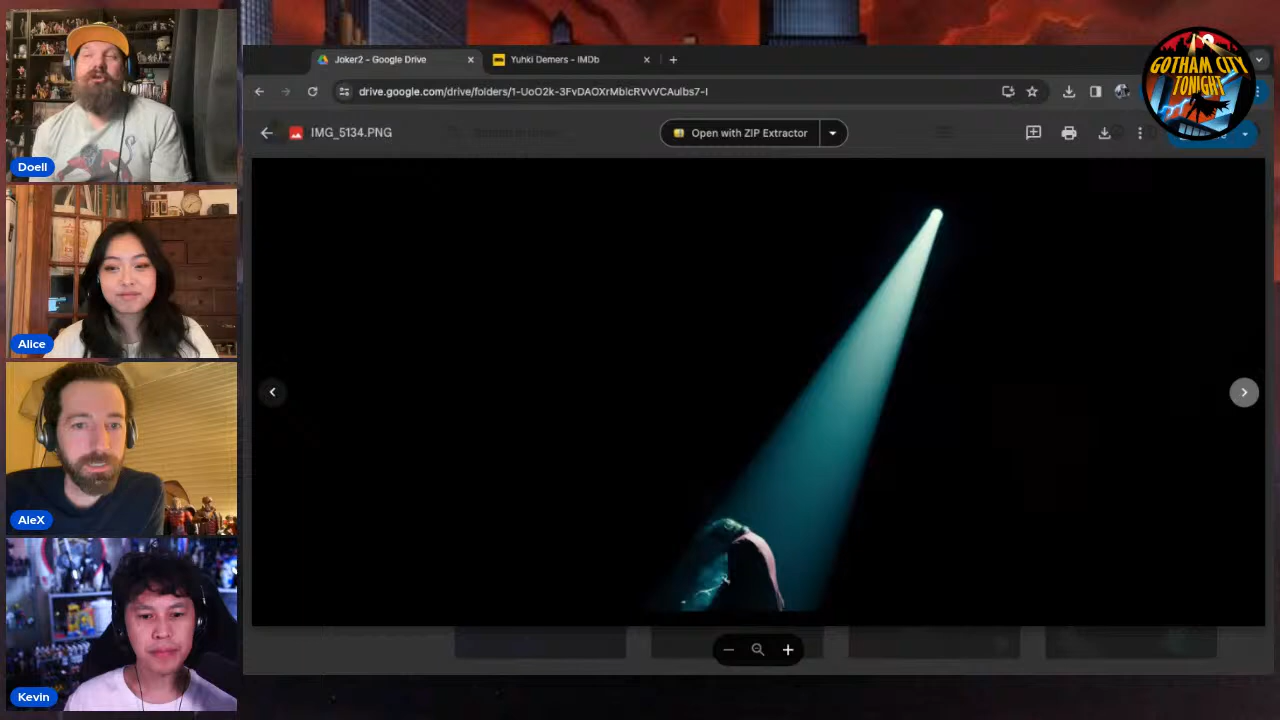 Doell
Alice
AleX
Kevin
Joker2 - Google Drive
Yuhki Demers - IMDb
drive.google.com/drive/folders/1-UoO2k-3FvDAOXrMblcRVvVCAulbs7-I
IMG_5134.PNG
Open with ZIP Extractor
GOTHAM CITY
TONIGHT